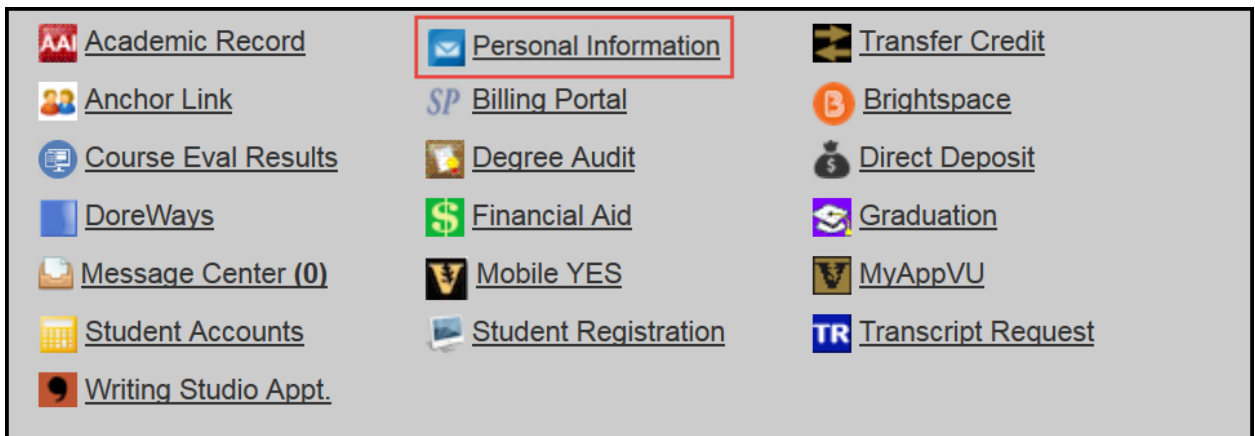 AAI Academic Record
Personal Information
Transfer Credit
Anchor Link
SP Billing Portal
B Brightspace
Course Eval Results
Degree Audit
$ Direct Deposit
DoreWays
$ Financial Aid
Graduation
Message Center (0)
V Mobile YES
V MyAppVU
Student Accounts
Student Registration
TR Transcript Request
Writing Studio Appt.